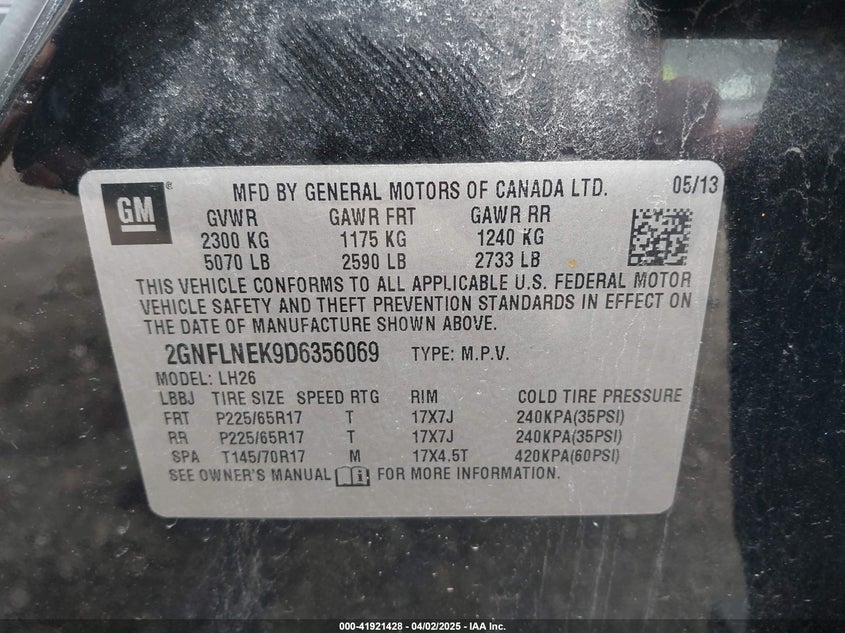 GM ® MFD BY GENERAL MOTORS OF CANADA LTD. 05/13
GVWR GAWR FRT GAWR RR
2300 KG 1175 KG 1240 KG
5070 LB 2590 LB 2733 LB
THIS VEHICLE CONFORMS TO ALL APPLICABLE U.S. FEDERAL MOTOR
VEHICLE SAFETY AND THEFT PREVENTION STANDARDS IN EFFECT ON
THE DATE OF MANUFACTURE SHOWN ABOVE.
2GNFLNEK9D6356069 TYPE: M.P.V.
MODEL: LH26
LBBJ TIRE SIZE SPEED RTG RIM COLD TIRE PRESSURE
FRT P225/65R17 T 17X7J 240KPA(35PSI)
RR P225/65R17 T 17X7J 240KPA(35PSI)
SPA T145/70R17 M 17X4.5T 420KPA(60PSI)
SEE OWNER'S MANUAL i FOR MORE INFORMATION.
000-41921428 - 04/02/2025 - IAA Inc.